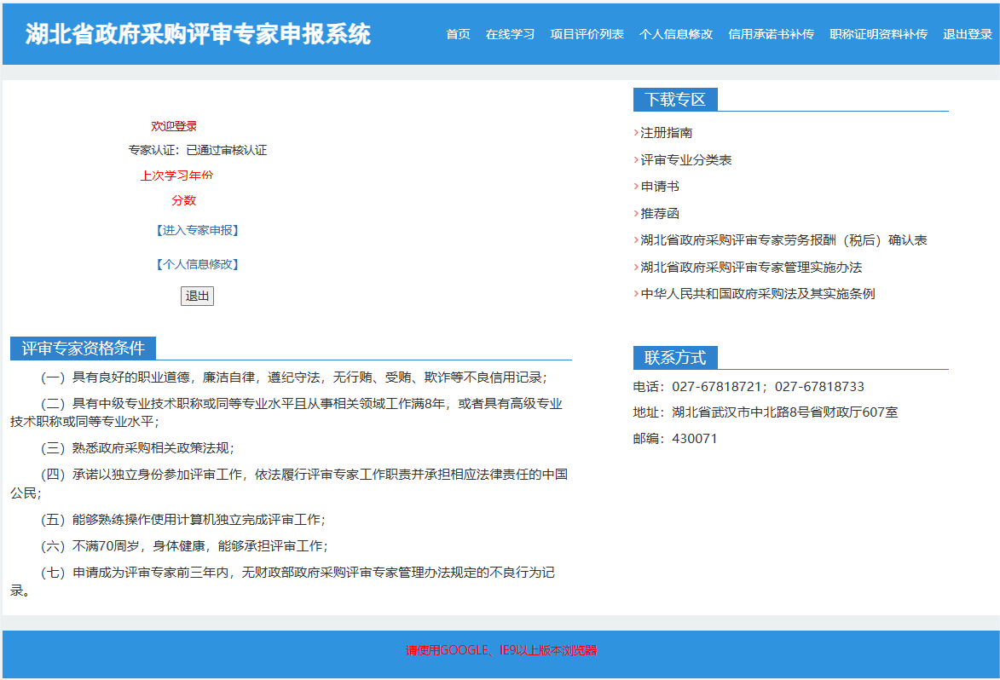 湖北省政府采购评审专家申报系统
首页 在线学习 项目评价列表 个人信息修改 信用承诺书补传 职称证明资料补传 退出登录
欢迎登录
专家认证：已通过审核认证
上次学习年份
分数
【进入专家申报】
【个人信息修改】
退出
评审专家资格条件
（一）具有良好的职业道德，廉洁自律，遵纪守法，无行贿、受贿、欺诈等不良信用记录；
（二）具有中级专业技术职称或同等专业水平且从事相关领域工作满8年，或者具有高级专业
技术职称或同等专业水平；
（三）熟悉政府采购相关政策法规；
（四）承诺以独立身份参加评审工作，依法履行评审专家工作职责并承担相应法律责任的中国
公民；
（五）能够熟练操作使用计算机独立完成评审工作；
（六）不满70周岁，身体健康，能够承担评审工作；
（七）申请成为评审专家前三年内，无财政部政府采购评审专家管理办法规定的不良行为记
录。
下载专区
›注册指南
›评审专业分类表
›申请书
›推荐函
›湖北省政府采购评审专家劳务报酬（税后）确认表
›湖北省政府采购评审专家管理实施办法
›中华人民共和国政府采购法及其实施条例
联系方式
电话：027-67818721；027-67818733
地址：湖北省武汉市中北路8号省财政厅607室
邮编：430071
请使用GOOGLE、IE9以上版本浏览器